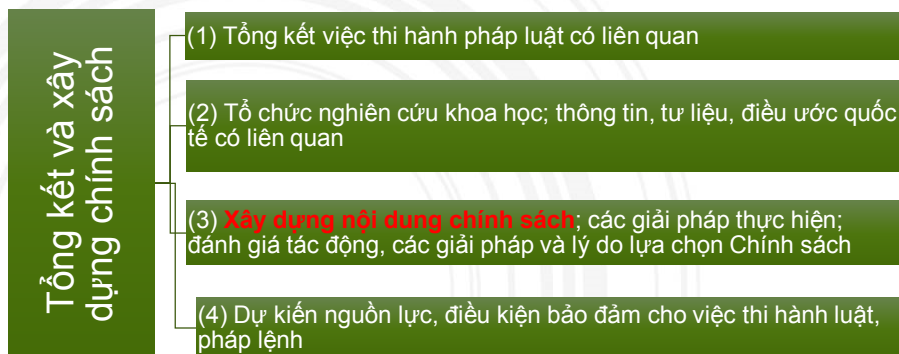 Tổng kết và xây
dựng chính sách
(1) Tổng kết việc thi hành pháp luật có liên quan
(2) Tổ chức nghiên cứu khoa học; thông tin, tư liệu, điều ước quốc
tế có liên quan
(3) Xây dựng nội dung chính sách; các giải pháp thực hiện;
đánh giá tác động, các giải pháp và lý do lựa chọn Chính sách
(4) Dự kiến nguồn lực, điều kiện bảo đảm cho việc thi hành luật,
pháp lệnh